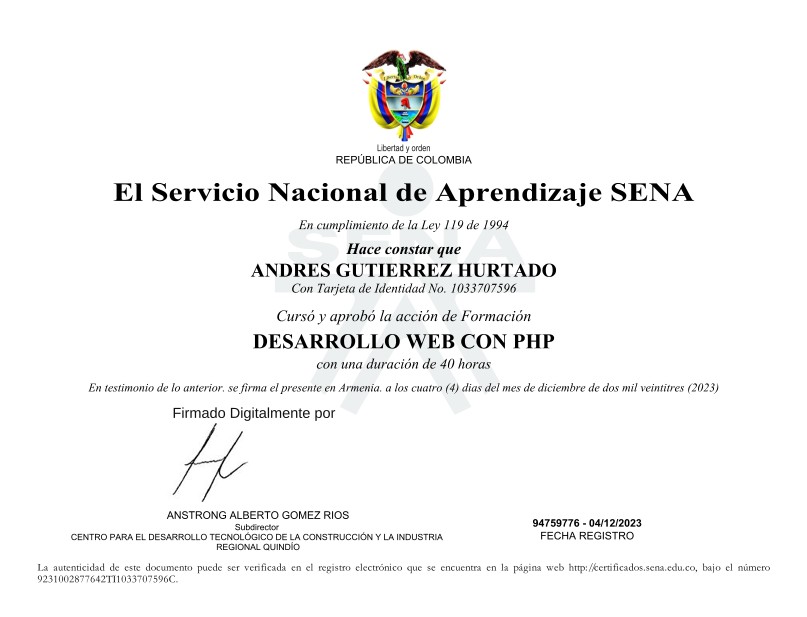 Libertad y orden
REPÚBLICA DE COLOMBIA
El Servicio Nacional de Aprendizaje SENA
En cumplimiento de la Ley 119 de 1994
SENA
Hace constar que
ANDRES GUTIERREZ HURTADO
Con Tarjeta de Identidad No. 1033707596
Cursó y aprobó la acción de Formación
DESARROLLO WEB CON PHP
con una duración de 40 horas
En testimonio de lo anterior. se firma el presente en Armenia. a los cuatro (4) dias del mes de diciembre de dos mil veintitres (2023)
Firmado Digitalmente por
ANSTRONG ALBERTO GOMEZ RIOS
Subdirector
CENTRO PARA EL DESARROLLO TECNOLÓGICO DE LA CONSTRUCCIÓN Y LA INDUSTRIA
REGIONAL QUINDÍO
94759776 - 04/12/2023
FECHA REGISTRO
La autenticidad de este documento puede ser verificada en el registro electrónico que se encuentra en la página web http://certificados.sena.edu.co, bajo el número
9231002877642TI1033707596C.